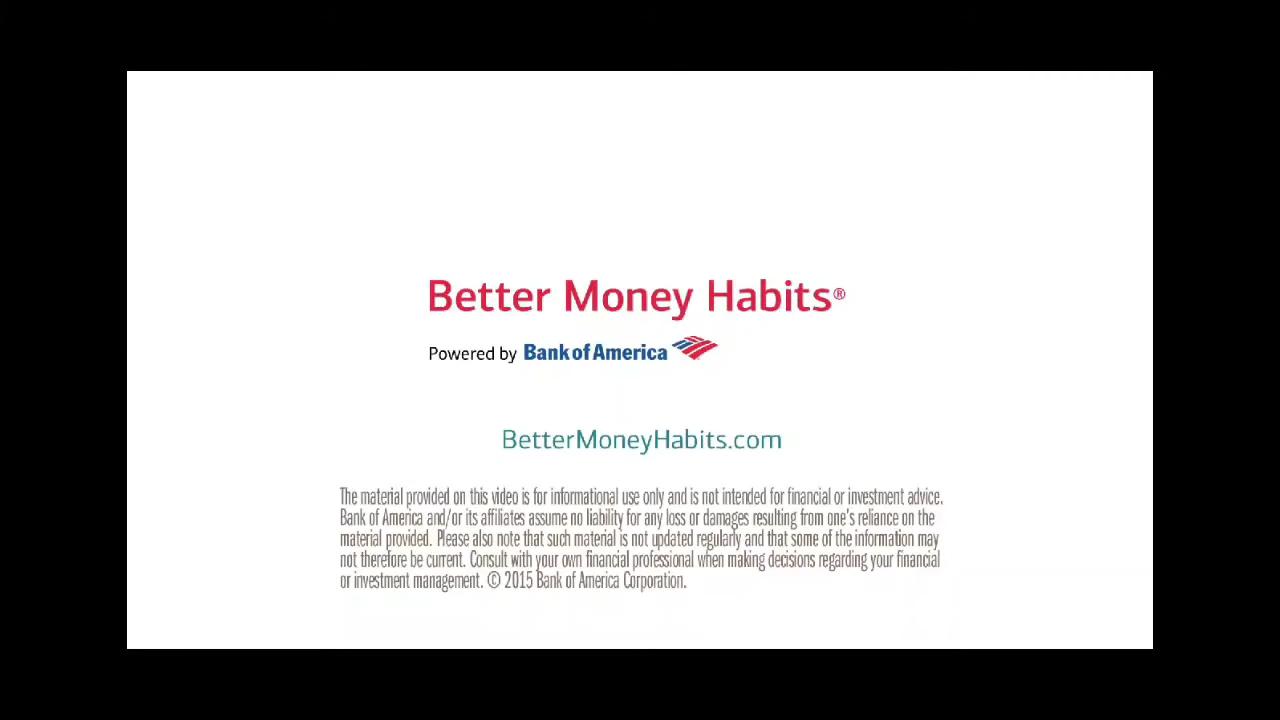 Better Money Habits®
Powered by Bank of America
BetterMoneyHabits.com
The material provided on this video is for informational use only and is not intended for financial or investment advice.
Bank of America and/or its affiliates assume no liability for any loss or damages resulting from one's reliance on the
material provided. Please also note that such material is not updated regularly and that some of the information may
not therefore be current. Consult with your own financial professional when making decisions regarding your financial
or investment management. © 2015 Bank of America Corporation.